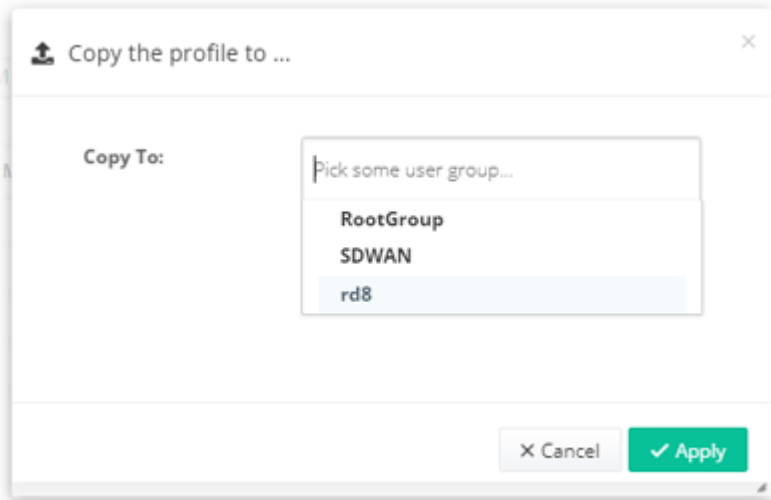 Copy the profile to ...
Copy To:
Pick some user group...
RootGroup
SDWAN
rd8
Cancel
Apply